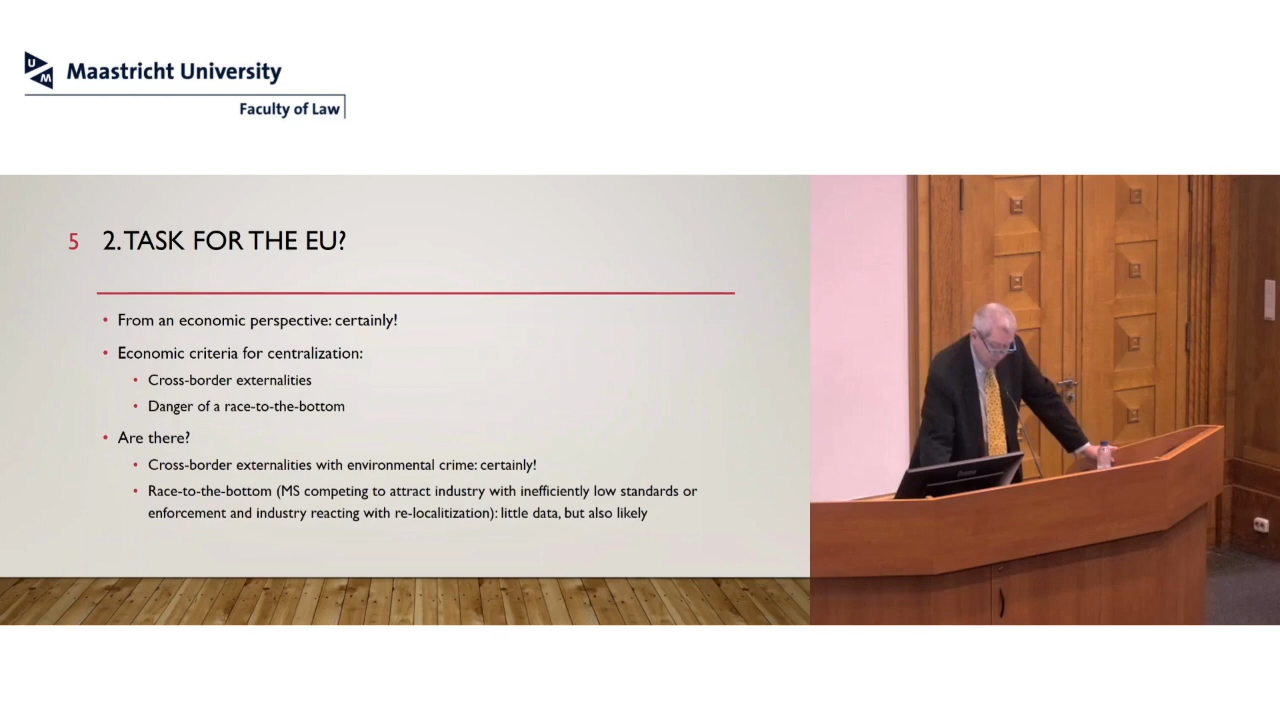 U
M
Maastricht University
Faculty of Law
5 2. TASK FOR THE EU?
• From an economic perspective: certainly!
• Economic criteria for centralization:
• Cross-border externalities
• Danger of a race-to-the-bottom
• Are there?
• Cross-border externalities with environmental crime: certainly!
• Race-to-the-bottom (MS competing to attract industry with inefficiently low standards or
enforcement and industry reacting with re-localitization): little data, but also likely